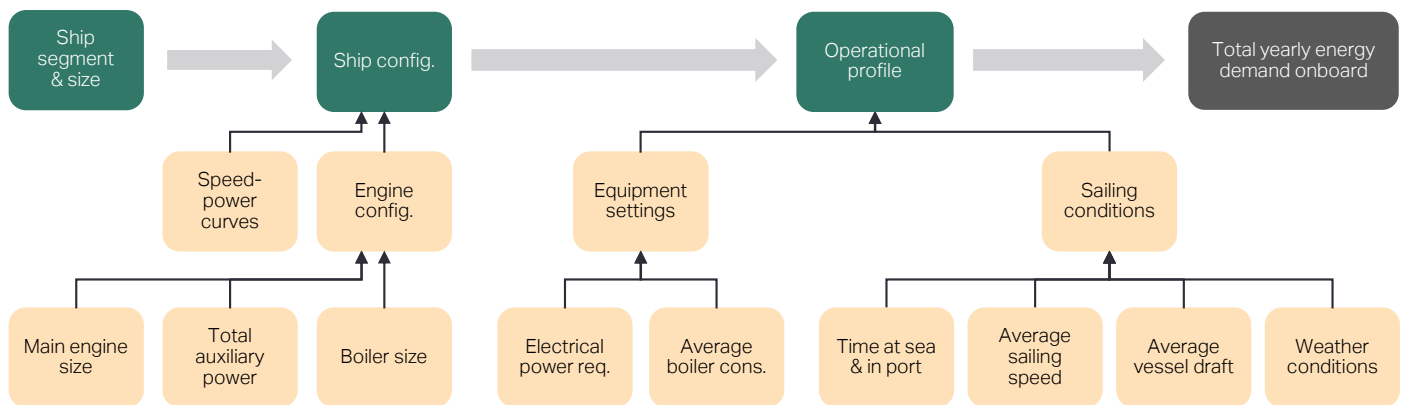 Ship
segment
& size
Ship config.
Operational
profile
Total yearly energy
demand onboard
Speed-
power
curves
Engine
config.
Equipment
settings
Sailing
conditions
Main engine
size
Total
auxiliary
power
Boiler size
Electrical
power req.
Average
boiler cons.
Time at sea
& in port
Average
sailing
speed
Average
vessel draft
Weather
conditions